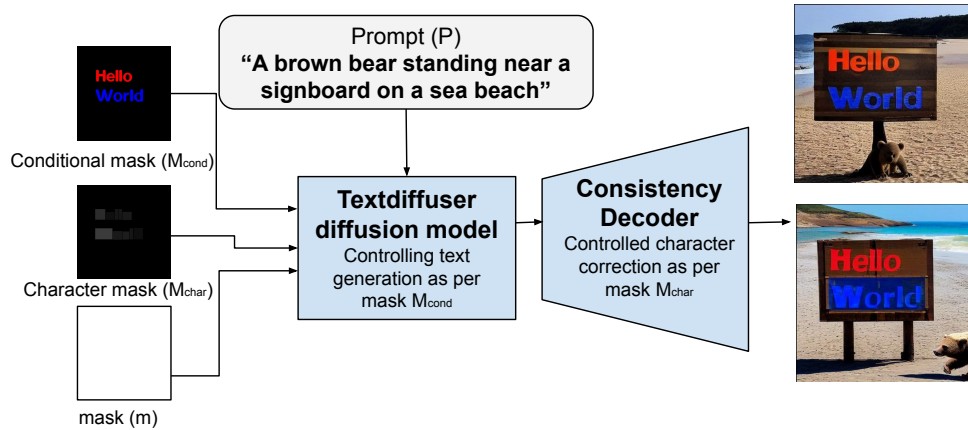 Prompt (P)
“A brown bear standing near a
signboard on a sea beach”
Hello
World
Conditional mask (Mcond)
Character mask (Mchar)
mask (m)
Textdiffuser
diffusion model
Controlling text
generation as per
mask Mcond
Consistency
Decoder
Controlled character
correction as per
mask Mchar
Hello
World
Hello
World